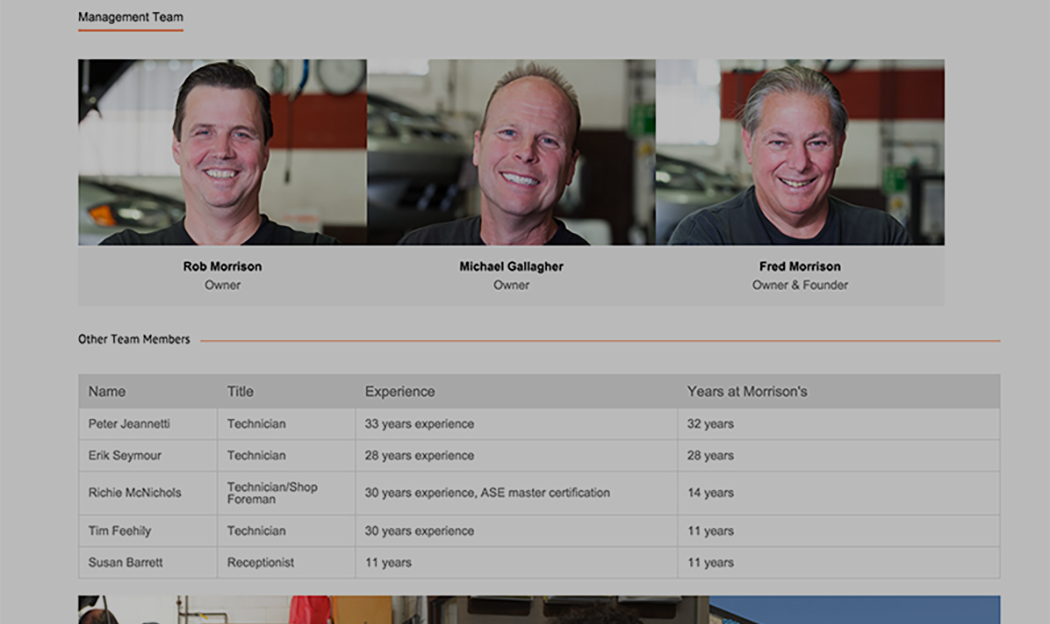 Management Team
Rob Morrison
Owner
Michael Gallagher
Owner
Fred Morrison
Owner & Founder
Other Team Members
Name Title Experience Years at Morrison's
Peter Jeannetti Technician 33 years experience 32 years
Erik Seymour Technician 28 years experience 28 years
Richie McNichols Technician/Shop Foreman 30 years experience, ASE master certification 14 years
Tim Feehily Technician 30 years experience 11 years
Susan Barrett Receptionist 11 years 11 years